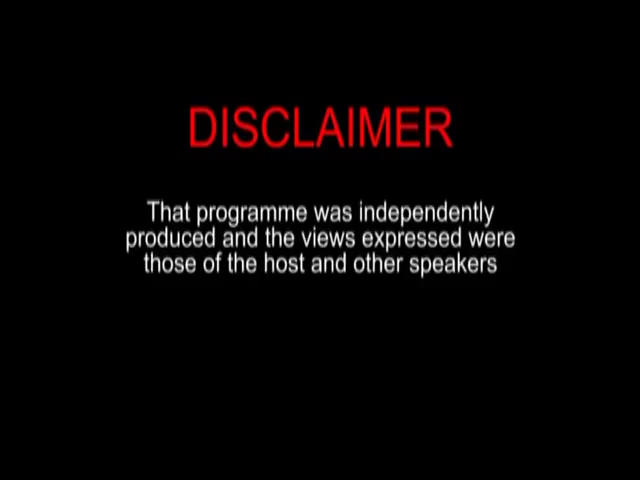 DISCLAIMER
That programme was independently
produced and the views expressed were
those of the host and other speakers